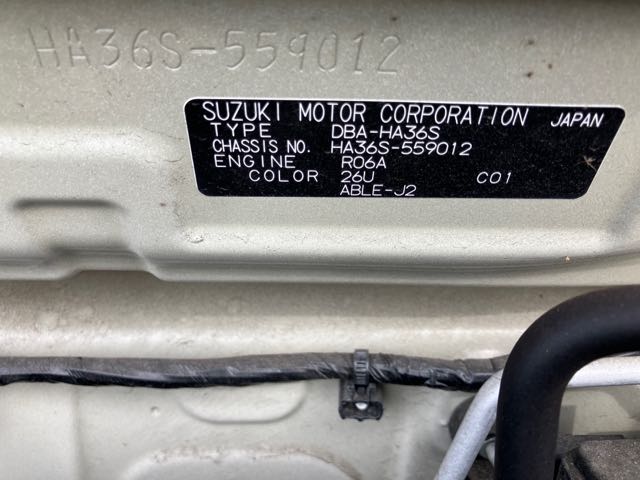 HA36S-559012
SUZUKI MOTOR CORPORATION JAPAN
TYPE DBA-HA36S
CHASSIS NO. HA36S-559012
ENGINE R06A
COLOR 26U C01
ABLE-J2